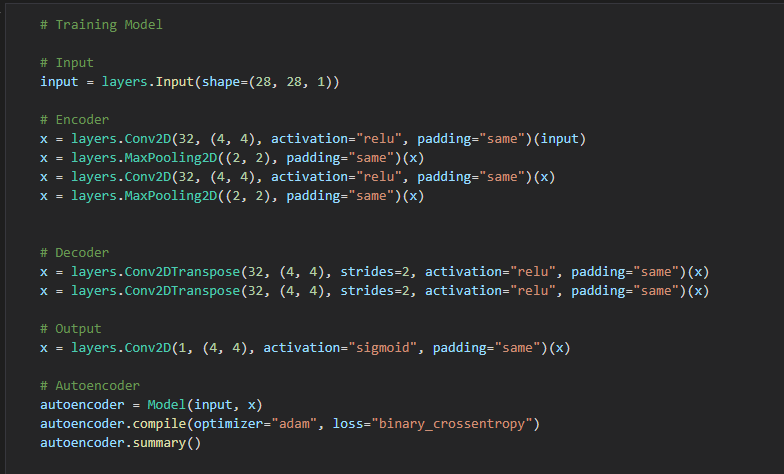 # Training Model
# Input
input = layers.Input(shape=(28, 28, 1))
# Encoder
x = layers.Conv2D(32, (4, 4), activation="relu", padding="same")(input)
x = layers.MaxPooling2D((2, 2), padding="same")(x)
x = layers.Conv2D(32, (4, 4), activation="relu", padding="same")(x)
x = layers.MaxPooling2D((2, 2), padding="same")(x)
# Decoder
x = layers.Conv2DTranspose(32, (4, 4), strides=2, activation="relu", padding="same")(x)
x = layers.Conv2DTranspose(32, (4, 4), strides=2, activation="relu", padding="same")(x)
# Output
x = layers.Conv2D(1, (4, 4), activation="sigmoid", padding="same")(x)
# Autoencoder
autoencoder = Model(input, x)
autoencoder.compile(optimizer="adam", loss="binary_crossentropy")
autoencoder.summary()